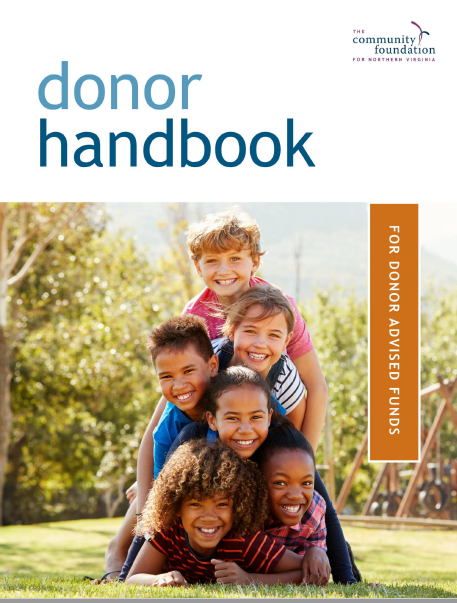 THE
community
foundation
FOR NORTHERN VIRGINIA
donor
handbook
FOR DONOR ADVISED FUNDS